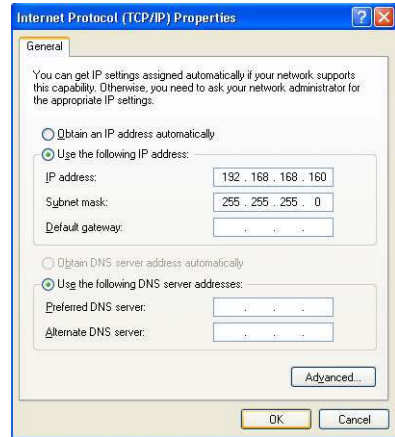 Internet Protocol (TCP/IP) Properties
General
You can get IP settings assigned automatically if your network supports
this capability. Otherwise, you need to ask your network administrator for
the appropriate IP settings.
Obtain an IP address automatically
Use the following IP address:
IP address: 192 . 168 . 168 . 160
Subnet mask: 255 . 255 . 255 . 0
Default gateway: . . .
Obtain DNS server address automatically
Use the following DNS server addresses:
Preferred DNS server: . . .
Alternate DNS server: . . .
Advanced...
OK Cancel